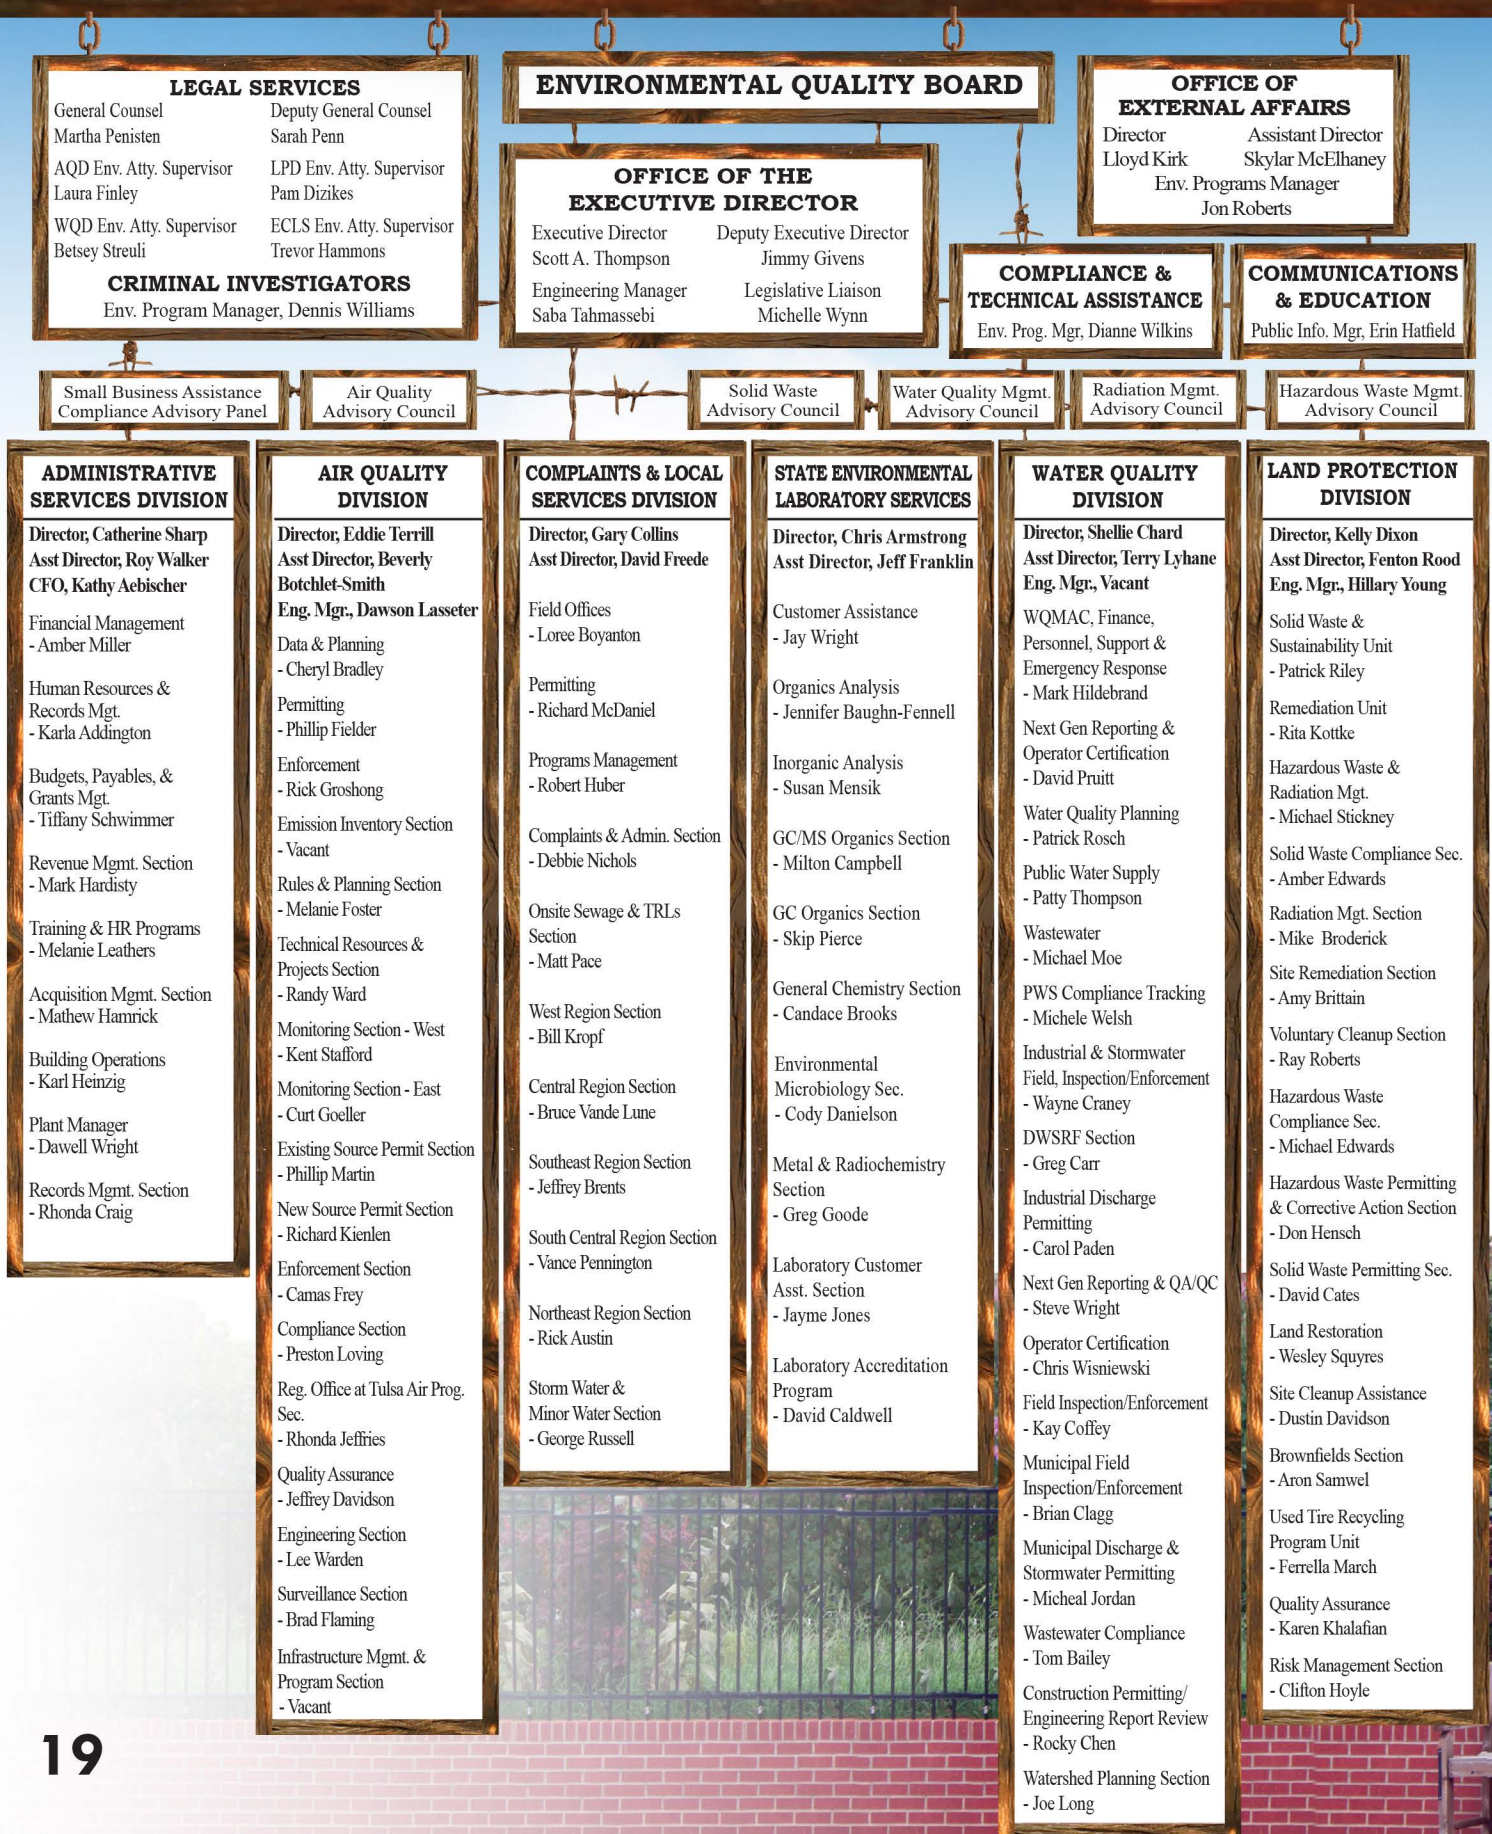 LEGAL SERVICES
General Counsel
Martha Penisten
Deputy General Counsel
Sarah Penn
AQD Env. Atty. Supervisor
Laura Finley
LPD Env. Atty. Supervisor
Pam Dizikes
WQD Env. Atty. Supervisor
Betsey Streuli
ECLS Env. Atty. Supervisor
Trevor Hammons
CRIMINAL INVESTIGATORS
Env. Program Manager, Dennis Williams
ENVIRONMENTAL QUALITY BOARD
OFFICE OF THE
EXECUTIVE DIRECTOR
Executive Director
Scott A. Thompson
Deputy Executive Director
Jimmy Givens
Engineering Manager
Saba Tahmassebi
Legislative Liaison
Michelle Wynn
OFFICE OF
EXTERNAL AFFAIRS
Director
Lloyd Kirk
Assistant Director
Skylar McElhaney
Env. Programs Manager
Jon Roberts
COMPLIANCE &
TECHNICAL ASSISTANCE
Env. Prog. Mgr, Dianne Wilkins
COMMUNICATIONS
& EDUCATION
Public Info. Mgr, Erin Hatfield
Small Business Assistance
Compliance Advisory Panel
Air Quality
Advisory Council
Solid Waste
Advisory Council
Water Quality Mgmt.
Advisory Council
Radiation Mgmt.
Advisory Council
Hazardous Waste Mgmt.
Advisory Council
ADMINISTRATIVE
SERVICES DIVISION
Director, Catherine Sharp
Asst Director, Roy Walker
CFO, Kathy Aebischer
Financial Management
- Amber Miller
Human Resources &
Records Mgt.
- Karla Addington
Budgets, Payables, &
Grants Mgt.
- Tiffany Schwimmer
Revenue Mgmt. Section
- Mark Hardisty
Training & HR Programs
- Melanie Leathers
Acquisition Mgmt. Section
- Mathew Hamrick
Building Operations
- Karl Heinzig
Plant Manager
- Dawell Wright
Records Mgmt. Section
- Rhonda Craig
AIR QUALITY
DIVISION
Director, Eddie Terrill
Asst Director, Beverly
Botchlet-Smith
Eng. Mgr., Dawson Lasseter
Data & Planning
- Cheryl Bradley
Permitting
- Phillip Fielder
Enforcement
- Rick Groshong
Emission Inventory Section
- Vacant
Rules & Planning Section
- Melanie Foster
Technical Resources &
Projects Section
- Randy Ward
Monitoring Section - West
- Kent Stafford
Monitoring Section - East
- Curt Goeller
Existing Source Permit Section
- Phillip Martin
New Source Permit Section
- Richard Kienlen
Enforcement Section
- Camas Frey
Compliance Section
- Preston Loving
Reg. Office at Tulsa Air Prog.
Sec.
- Rhonda Jeffries
Quality Assurance
- Jeffrey Davidson
Engineering Section
- Lee Warden
Surveillance Section
- Brad Flaming
Infrastructure Mgmt. &
Program Section
- Vacant
COMPLAINTS & LOCAL
SERVICES DIVISION
Director, Gary Collins
Asst Director, David Freede
Field Offices
- Loree Boyanton
Permitting
- Richard McDaniel
Programs Management
- Robert Huber
Complaints & Admin. Section
- Debbie Nichols
Onsite Sewage & TRLs
Section
- Matt Pace
West Region Section
- Bill Kropf
Central Region Section
- Bruce Vande Lune
Southeast Region Section
- Jeffrey Brents
South Central Region Section
- Vance Pennington
Northeast Region Section
- Rick Austin
Storm Water &
Minor Water Section
- George Russell
STATE ENVIRONMENTAL
LABORATORY SERVICES
Director, Chris Armstrong
Asst Director, Jeff Franklin
Customer Assistance
- Jay Wright
Organics Analysis
- Jennifer Baughn-Fennell
Inorganic Analysis
- Susan Mensik
GC/MS Organics Section
- Milton Campbell
GC Organics Section
- Skip Pierce
General Chemistry Section
- Candace Brooks
Environmental
Microbiology Sec.
- Cody Danielson
Metal & Radiochemistry
Section
- Greg Goode
Laboratory Customer
Asst. Section
- Jayme Jones
Laboratory Accreditation
Program
- David Caldwell
WATER QUALITY
DIVISION
Director, Shellie Chard
Asst Director, Terry Lyhane
Eng. Mgr., Vacant
WQMAC, Finance,
Personnel, Support &
Emergency Response
- Mark Hildebrand
Next Gen Reporting &
Operator Certification
- David Pruitt
Water Quality Planning
- Patrick Rosch
Public Water Supply
- Patty Thompson
Wastewater
- Michael Moe
PWS Compliance Tracking
- Michele Welsh
Industrial & Stormwater
Field, Inspection/Enforcement
- Wayne Craney
DWSRF Section
- Greg Carr
Industrial Discharge
Permitting
- Carol Paden
Next Gen Reporting & QA/QC
- Steve Wright
Operator Certification
- Chris Wisniewski
Field Inspection/Enforcement
- Kay Coffey
Municipal Field
Inspection/Enforcement
- Brian Clagg
Municipal Discharge &
Stormwater Permitting
- Micheal Jordan
Wastewater Compliance
- Tom Bailey
Construction Permitting/
Engineering Report Review
- Rocky Chen
Watershed Planning Section
- Joe Long
LAND PROTECTION
DIVISION
Director, Kelly Dixon
Asst Director, Fenton Rood
Eng. Mgr., Hillary Young
Solid Waste &
Sustainability Unit
- Patrick Riley
Remediation Unit
- Rita Kottke
Hazardous Waste &
Radiation Mgt.
- Michael Stickney
Solid Waste Compliance Sec.
- Amber Edwards
Radiation Mgt. Section
- Mike Broderick
Site Remediation Section
- Amy Brittain
Voluntary Cleanup Section
- Ray Roberts
Hazardous Waste
Compliance Sec.
- Michael Edwards
Hazardous Waste Permitting
& Corrective Action Section
- Don Hensch
Solid Waste Permitting Sec.
- David Cates
Land Restoration
- Wesley Squyres
Site Cleanup Assistance
- Dustin Davidson
Brownfields Section
- Aron Samwel
Used Tire Recycling
Program Unit
- Ferrella March
Quality Assurance
- Karen Khalafian
Risk Management Section
- Clifton Hoyle
19